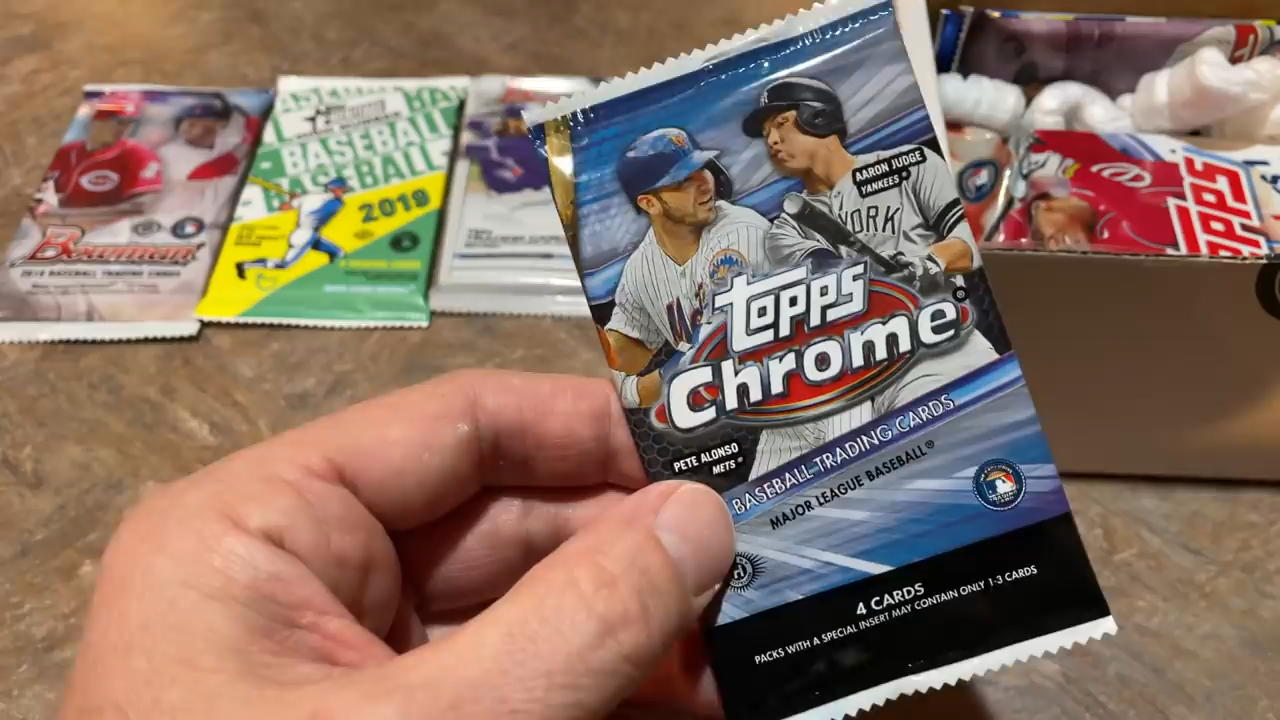 AARON JUDGE
YANKEES®
YORK
Mets
Topps
Chrome®
PETE ALONSO
METS®
BASEBALL TRADING CARDS
MAJOR LEAGUE BASEBALL®
4 CARDS
PACKS WITH A SPECIAL INSERT MAY CONTAIN ONLY 1-3 CARDS
Bowman
BASEBALL
BASEBALL
2019
Topps